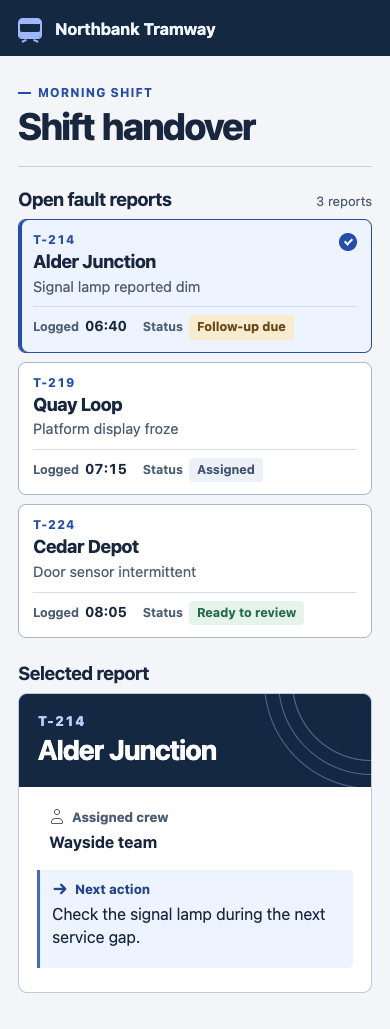 Northbank Tramway
MORNING SHIFT
Shift handover
Open fault reports
3 reports
T-214
Alder Junction
Signal lamp reported dim
Logged 06:40 Status Follow-up due
T-219
Quay Loop
Platform display froze
Logged 07:15 Status Assigned
T-224
Cedar Depot
Door sensor intermittent
Logged 08:05 Status Ready to review
Selected report
T-214
Alder Junction
Assigned crew
Wayside team
Next action
Check the signal lamp during the next
service gap.